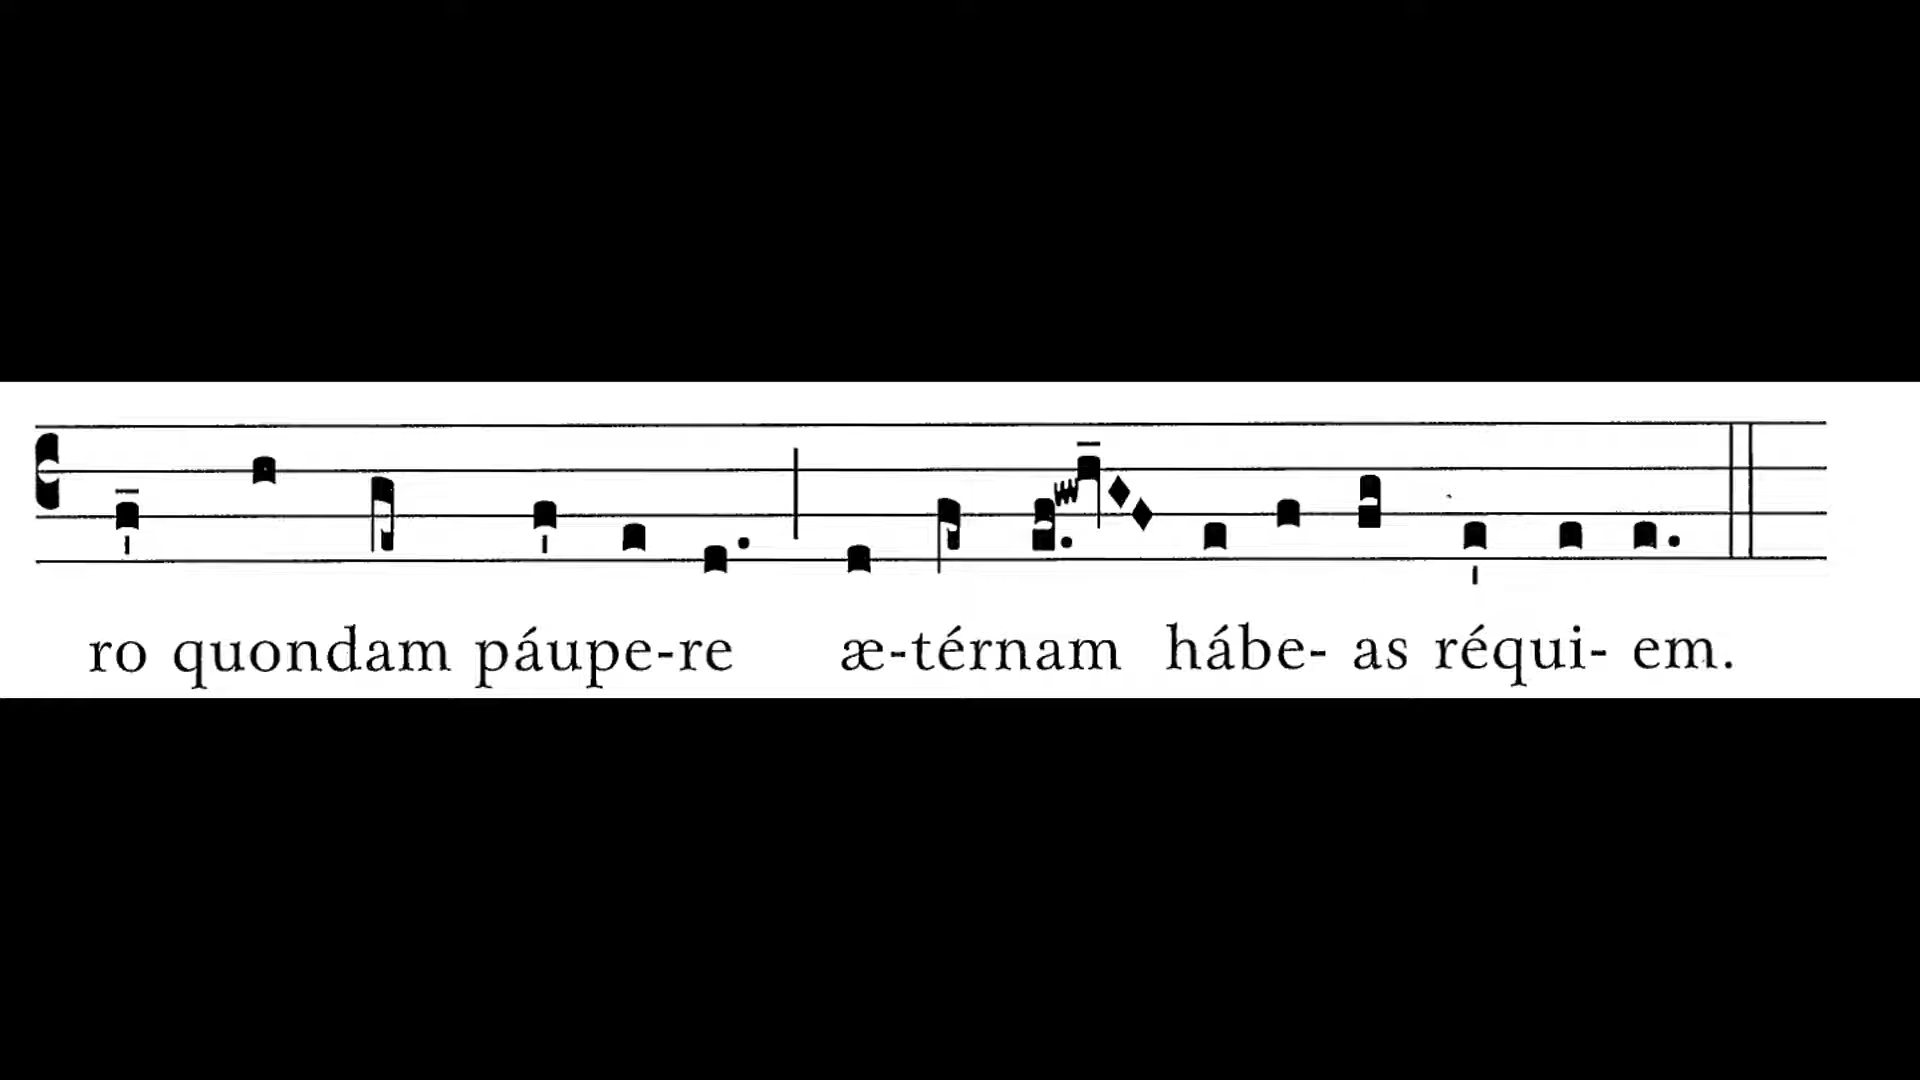 ro quondam páupe-re æ-térnam hábe- as réqui- em.